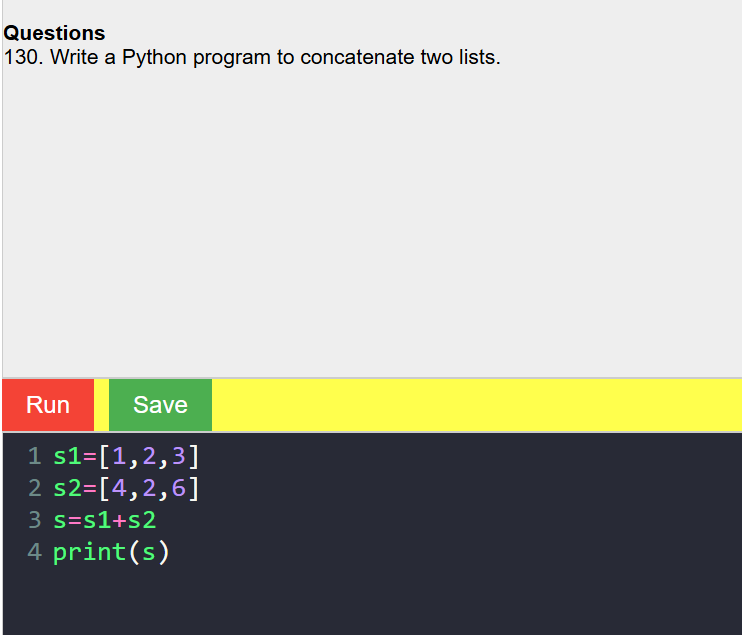 Questions
130. Write a Python program to concatenate two lists.
Run Save
1 s1=[1,2,3]
2 s2=[4,2,6]
3 s=s1+s2
4 print(s)